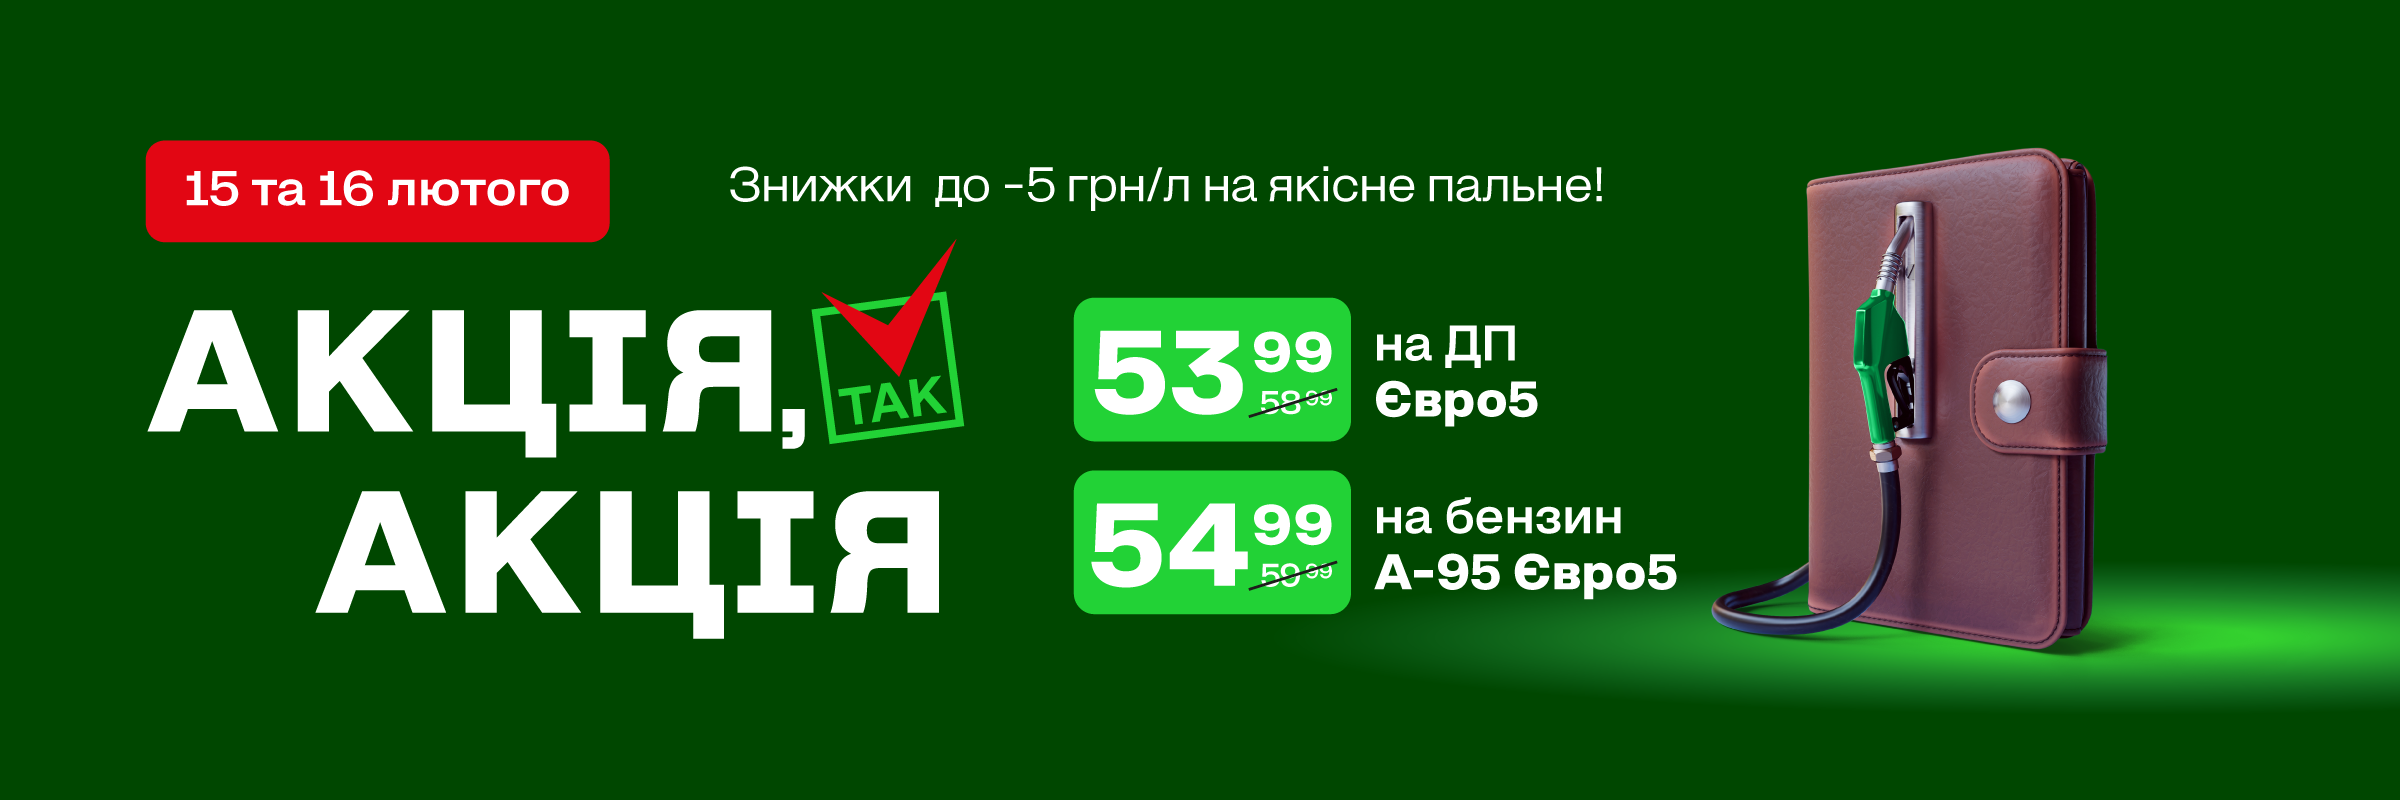 15 та 16 лютого
Знижки до -5 грн/л на якісне пальне!
АКЦІЯ,
ТАК
АКЦІЯ
53 99
58 99
на ДП
Євро5
54 99
59 99
на бензин
А-95 Євро5